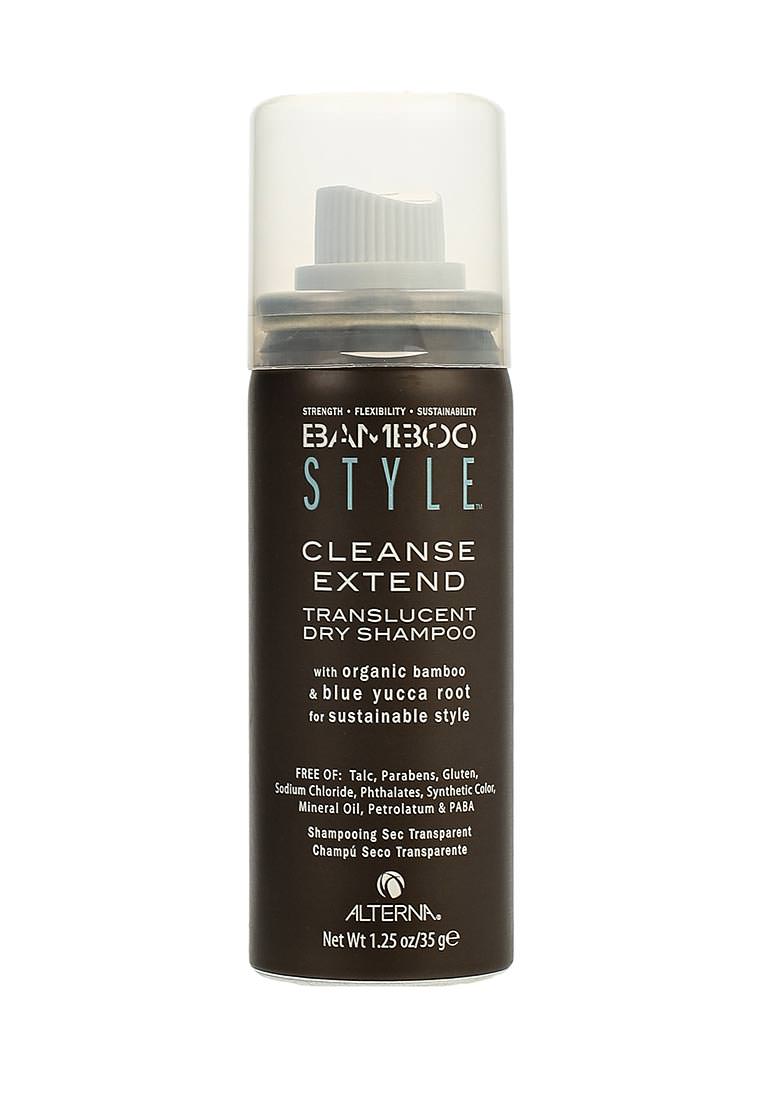 STRENGTH • FLEXIBILITY • SUSTAINABILITY
BAMBOO
STYLE™
CLEANSE
EXTEND
TRANSLUCENT
DRY SHAMPOO
with organic bamboo
& blue yucca root
for sustainable style
FREE OF: Talc, Parabens, Gluten,
Sodium Chloride, Phthalates, Synthetic Color,
Mineral Oil, Petrolatum & PABA
Shampooing Sec Transparent
Champú Seco Transparente
ALTERNA®
Net Wt 1.25 oz/35 g℮